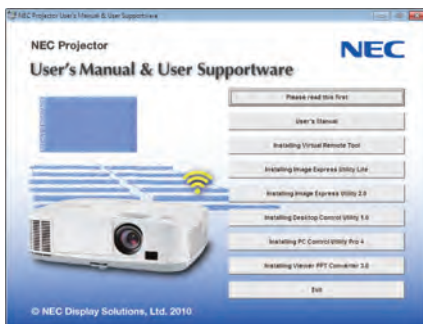 NEC Projector User's Manual & User Supportware
NEC Projector
NEC
User's Manual & User Supportware
Please read this first
User's Manual
Installing Virtual Remote Tool
Installing Image Express Utility Lite
Installing Image Express Utility 2.0
Installing Desktop Control Utility 1.0
Installing PC Control Utility Pro 4
Installing Viewer PPT Converter 3.0
Exit
© NEC Display Solutions, Ltd. 2010